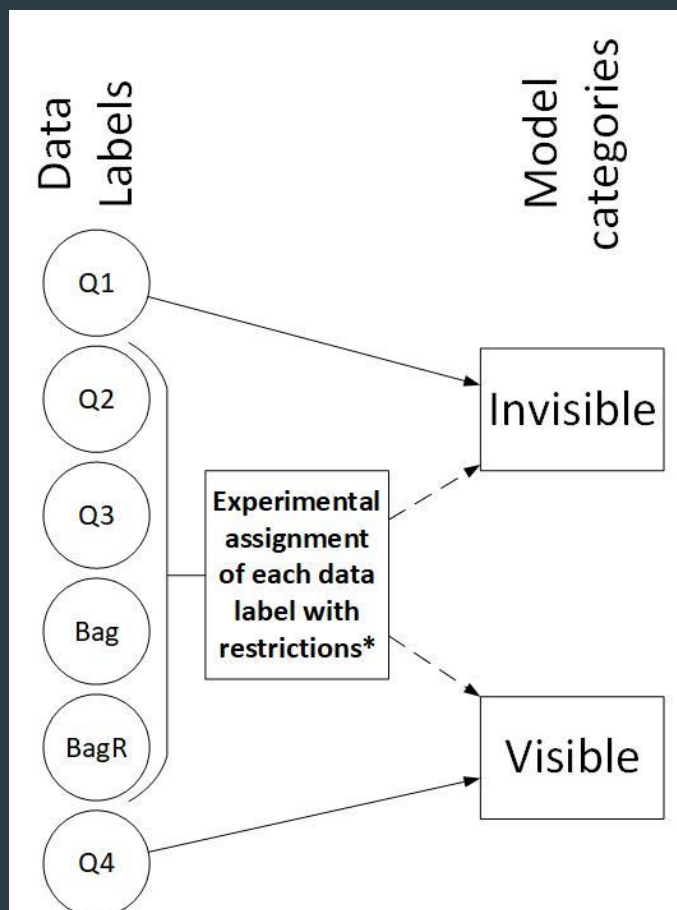 Data
Labels
Model
categories
Q1
Q2
Q3
Bag
BagR
Q4
Experimental
assignment
of each data
label with
restrictions*
Invisible
Visible